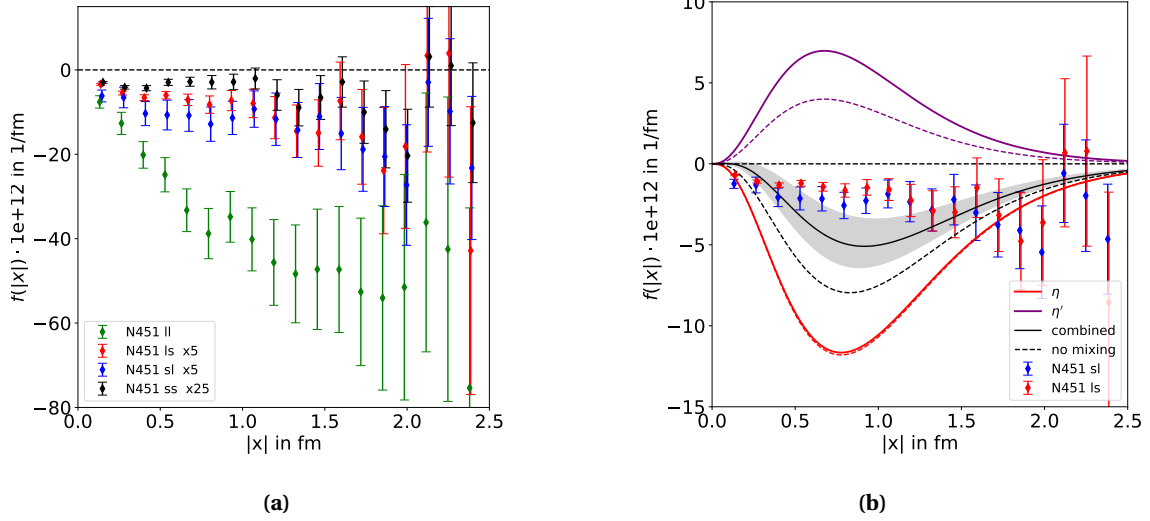 0
−20
−40
−60
−80
f(|x|) · 1e+12 in 1/fm
N451 ll
N451 ls x5
N451 sl x5
N451 ss x25
0.0 0.5 1.0 1.5 2.0 2.5
|x| in fm
(a)
10
5
0
−5
−10
−15
f(|x|) · 1e+12 in 1/fm
η
η′
combined
no mixing
N451 sl
N451 ls
0.0 0.5 1.0 1.5 2.0 2.5
|x| in fm
(b)